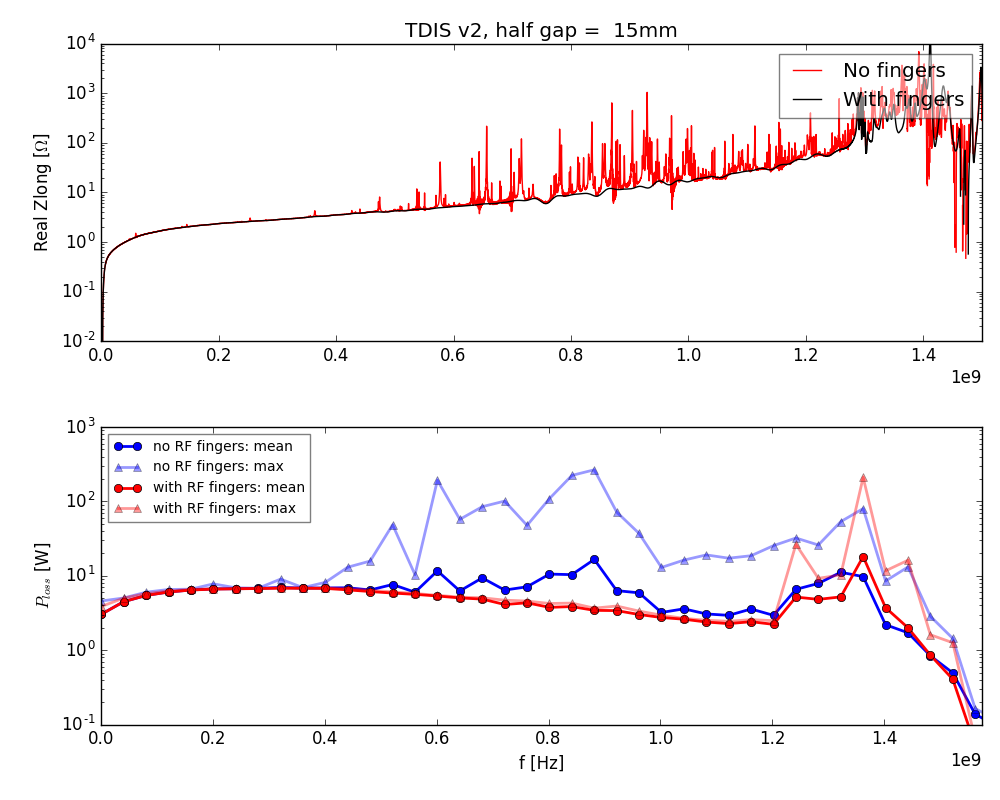 TDIS v2, half gap =  15mm
Real Zlong [Ω]
10^4
10^3
10^2
10^1
10^0
10^-1
10^-2
No fingers
With fingers
0.0 0.2 0.4 0.6 0.8 1.0 1.2 1.4
1e9
P_loss [W]
10^3
10^2
10^1
10^0
10^-1
no RF fingers: mean
no RF fingers: max
with RF fingers: mean
with RF fingers: max
0.0 0.2 0.4 0.6 0.8 1.0 1.2 1.4
1e9
f [Hz]